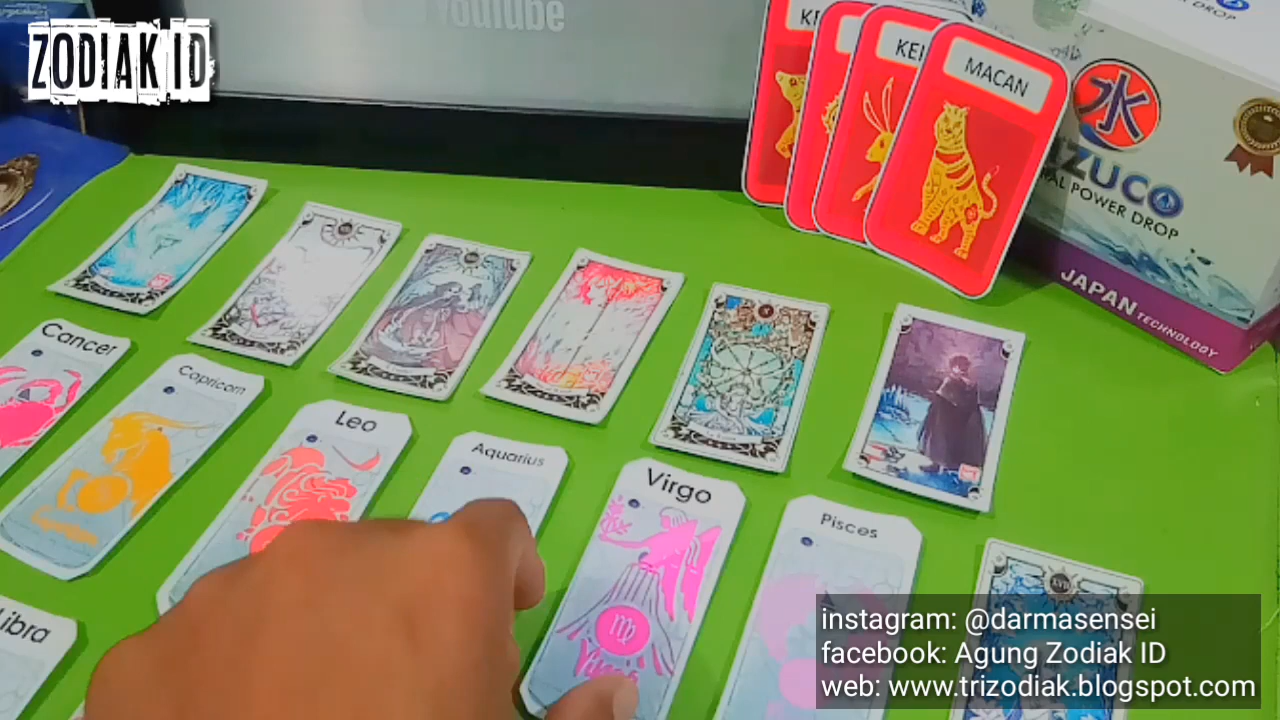 ZODIAK ID
YouTube
MACAN
水
JAPAN TECHNOLOGY
Cancer
Capricorn
Leo
Aquarius
Virgo
Pisces
Libra
instagram: @darmasensei
facebook: Agung Zodiak ID
web: www.trizodiak.blogspot.com